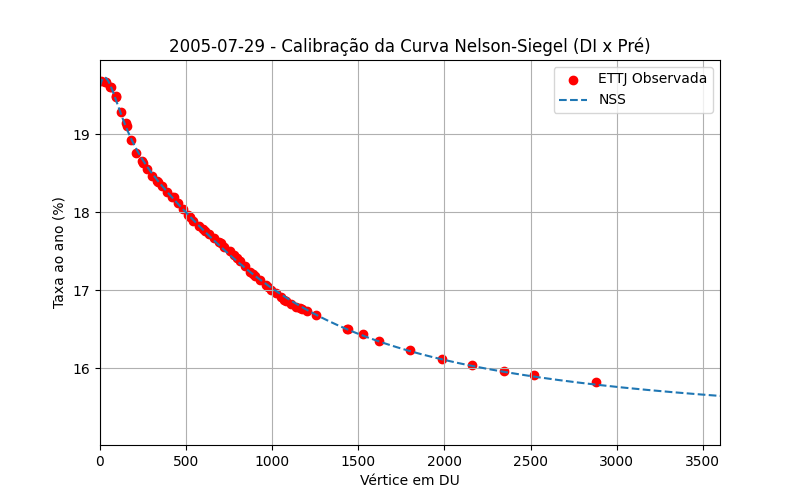 2005-07-29 - Calibração da Curva Nelson-Siegel (DI x Pré)
ETTJ Observada
NSS
Taxa ao ano (%)
19
18
17
16
0 500 1000 1500 2000 2500 3000 3500
Vértice em DU